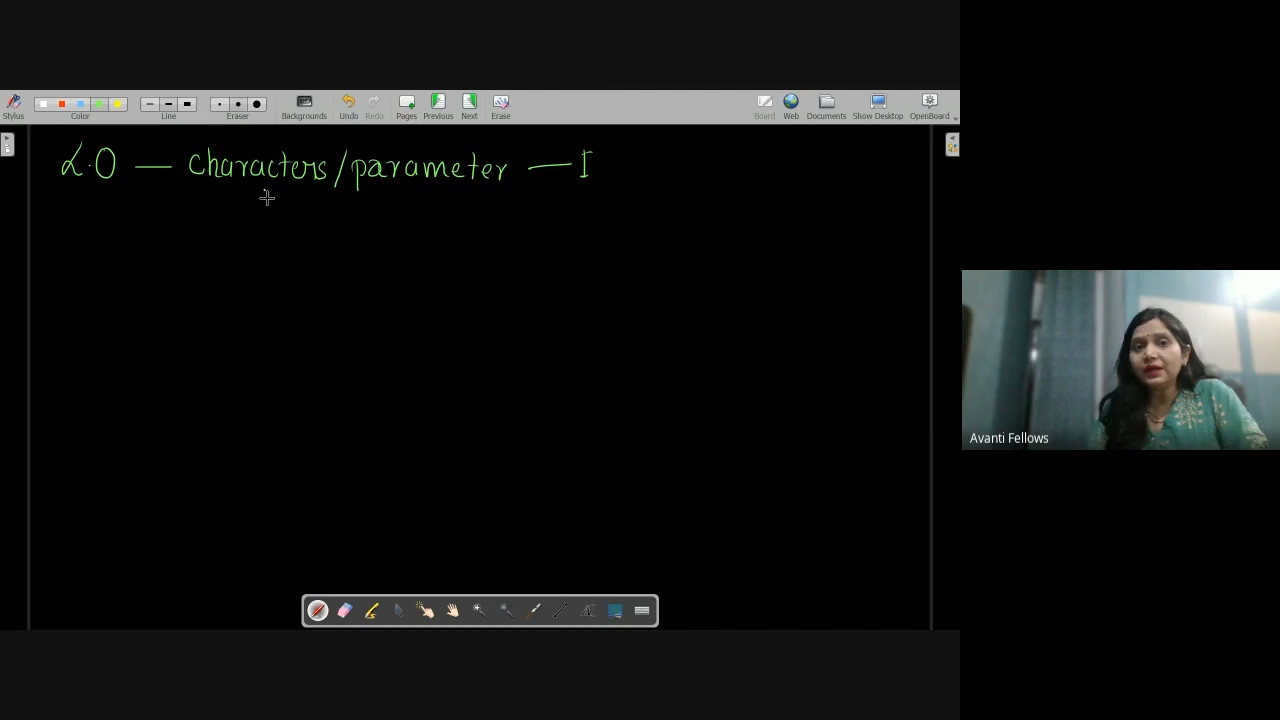 Stylus
Color
Line
Eraser
Backgrounds
Undo
Redo
Pages
Previous
Next
Erase
Board
Web
Documents
Show Desktop
OpenBoard
L.O — characters/parameter — I
Avanti Fellows